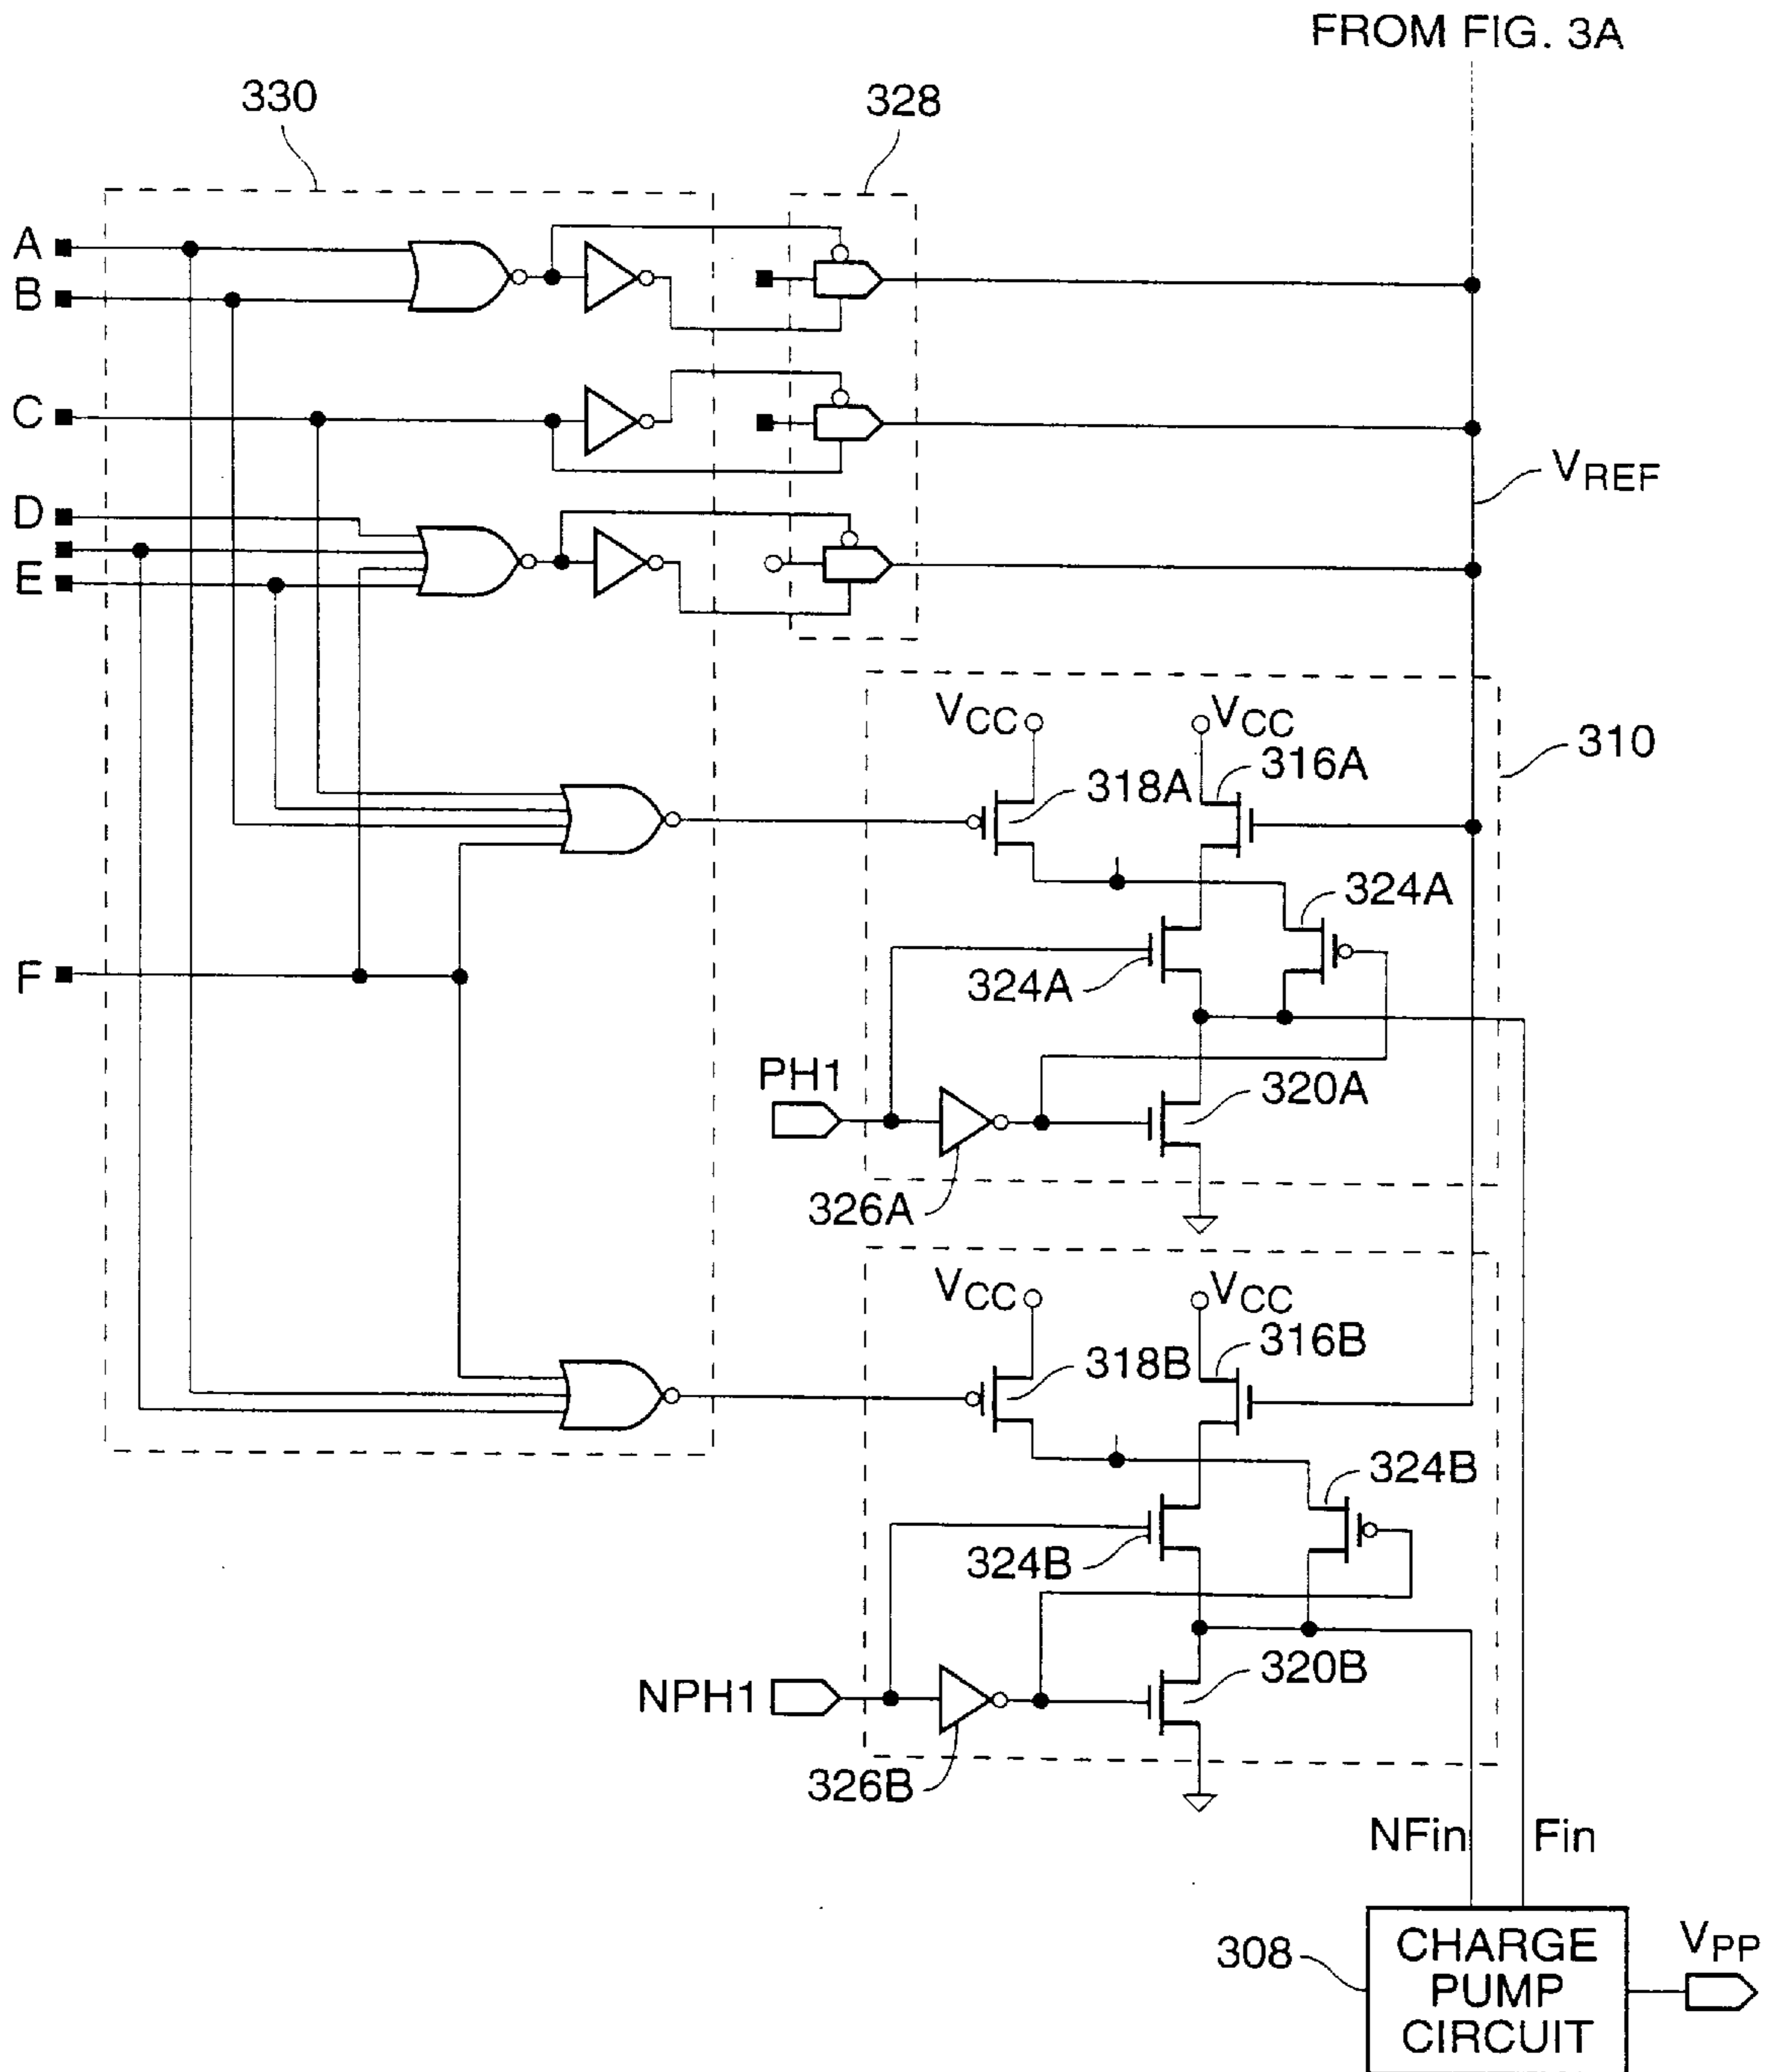 FROM FIG. 3A
330
328
A
B
C
VREF
D
E
VCC
VCC
310
316A
318A
324A
F
324A
PH1
320A
326A
VCC
VCC
316B
318B
324B
324B
NPH1
320B
326B
NFin
Fin
308
CHARGE
PUMP
CIRCUIT
VPP